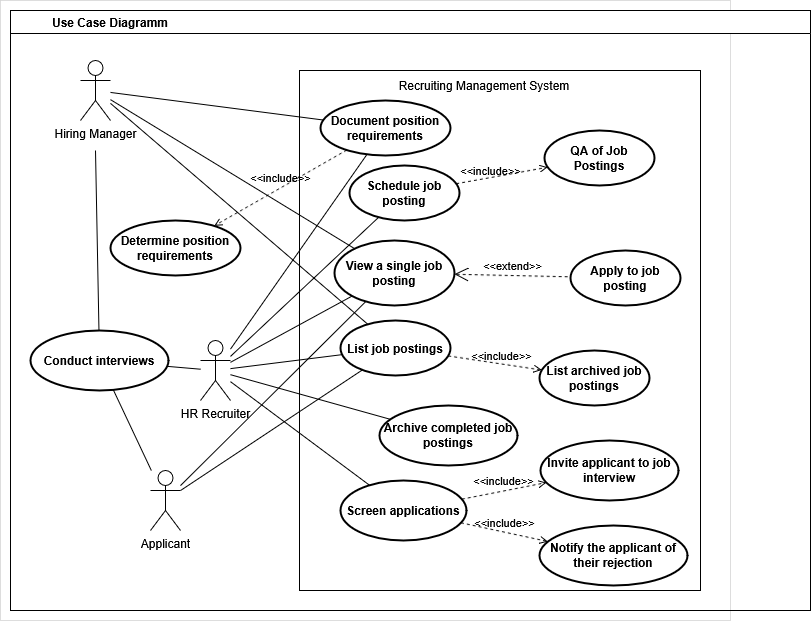 Use Case Diagramm
Recruiting Management System
Hiring Manager
Document position
requirements
<<include>>
QA of Job
Postings
<<include>>
Schedule job
posting
Determine position
requirements
View a single job
posting
<<extend>>
Apply to job
posting
Conduct interviews
HR Recruiter
List job postings
<<include>>
List archived job
postings
Archive completed job
postings
Applicant
Screen applications
<<include>>
Invite applicant to job
interview
<<include>>
Notify the applicant of
their rejection